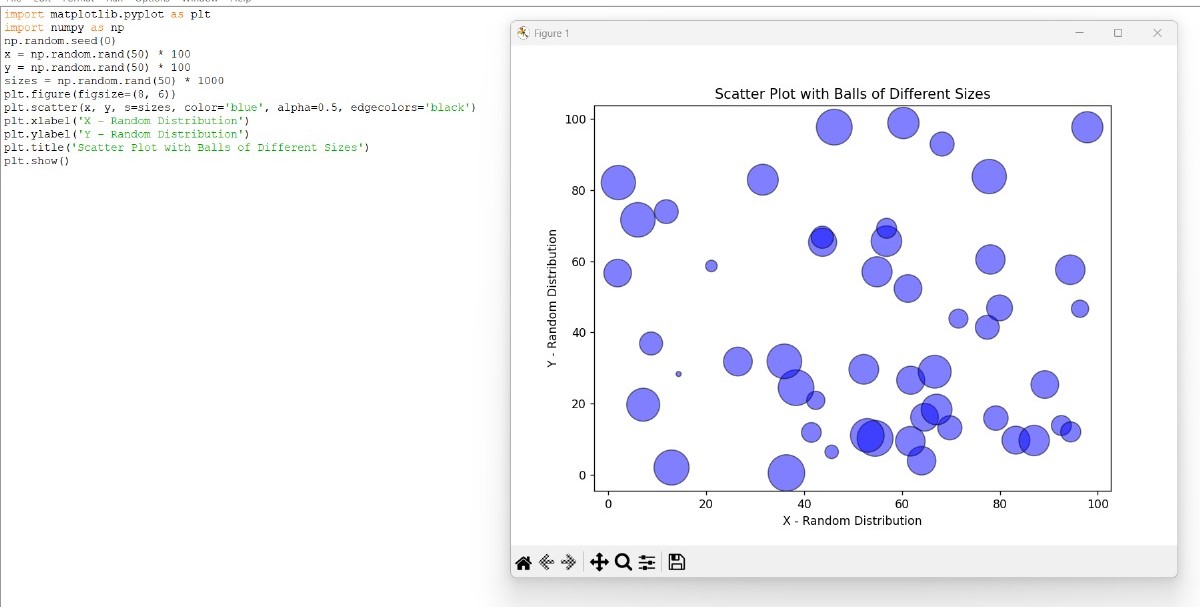 import matplotlib.pyplot as plt
import numpy as np
np.random.seed(0)
x = np.random.rand(50) * 100
y = np.random.rand(50) * 100
sizes = np.random.rand(50) * 1000
plt.figure(figsize=(8, 6))
plt.scatter(x, y, s=sizes, color='blue', alpha=0.5, edgecolors='black')
plt.xlabel('X - Random Distribution')
plt.ylabel('Y - Random Distribution')
plt.title('Scatter Plot with Balls of Different Sizes')
plt.show()
Figure 1
Scatter Plot with Balls of Different Sizes
Y - Random Distribution
100
80
60
40
20
0
0 20 40 60 80 100
X - Random Distribution